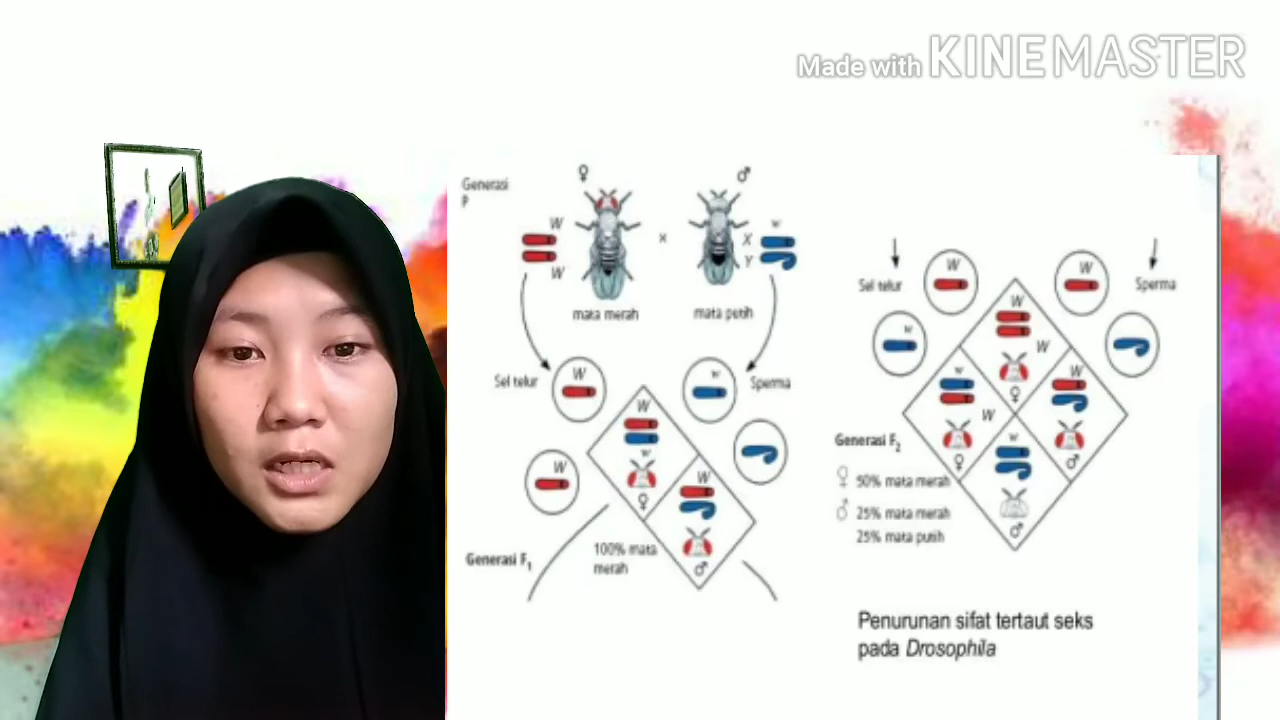 Made with KINEMASTER
♀
♂
Generasi
P
W
W
x
w
X
Y
mata merah
mata putih
Sel telur
W
w
Sperma
W
W
w
♀
W
♂
Generasi F1
100% mata
merah
Sel telur
W
W
Sperma
w
W
W
♀
w
W
♀
W
♂
w
♂
Generasi F2
♀ 50% mata merah
♂ 25% mata merah
25% mata putih
Penurunan sifat tertaut seks
pada Drosophila